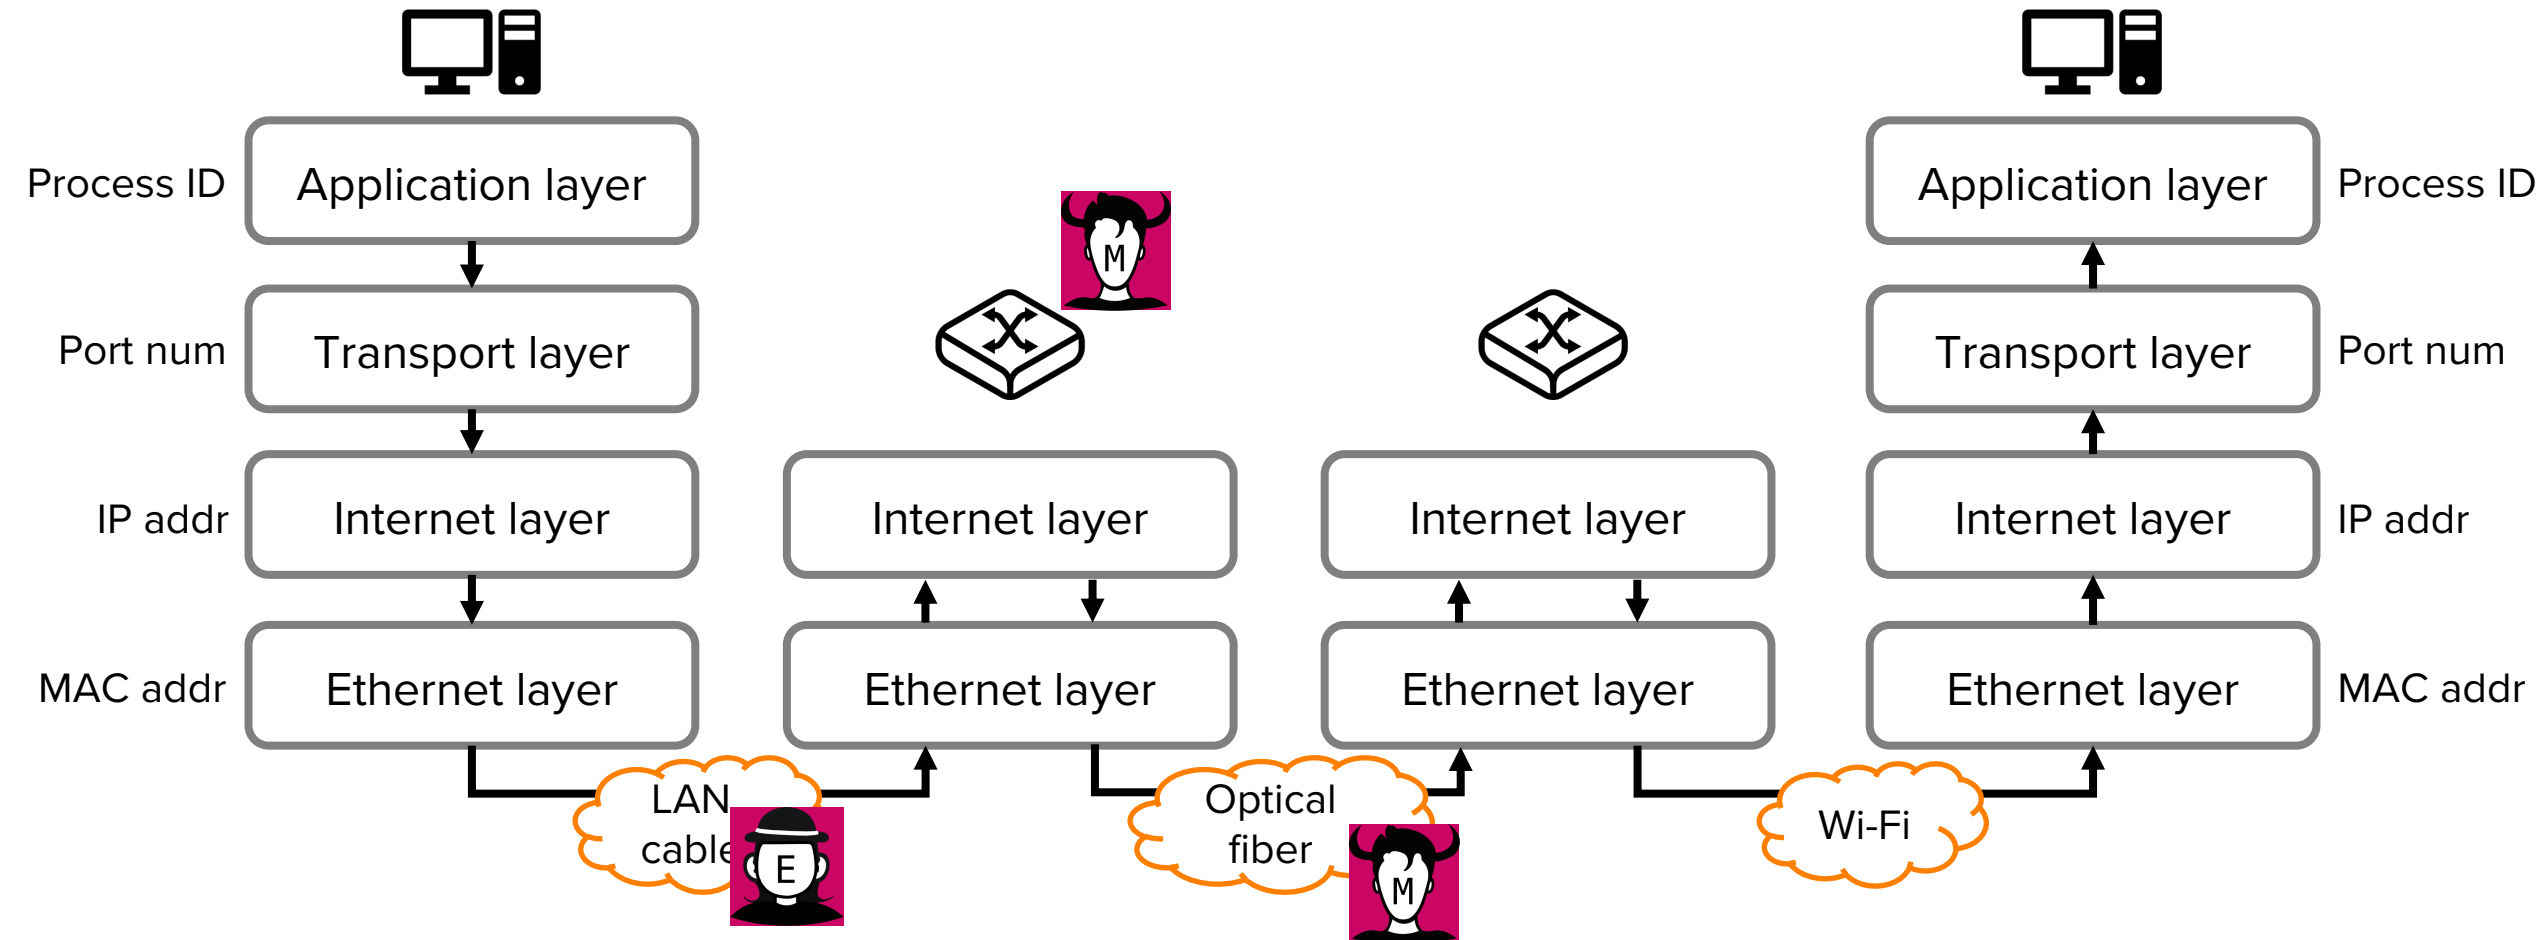 Process ID
Application layer
Application layer
Process ID
M
Port num
Transport layer
Transport layer
Port num
IP addr
Internet layer
Internet layer
Internet layer
Internet layer
IP addr
MAC addr
Ethernet layer
Ethernet layer
Ethernet layer
Ethernet layer
MAC addr
LAN
cable
E
Optical
fiber
M
Wi-Fi